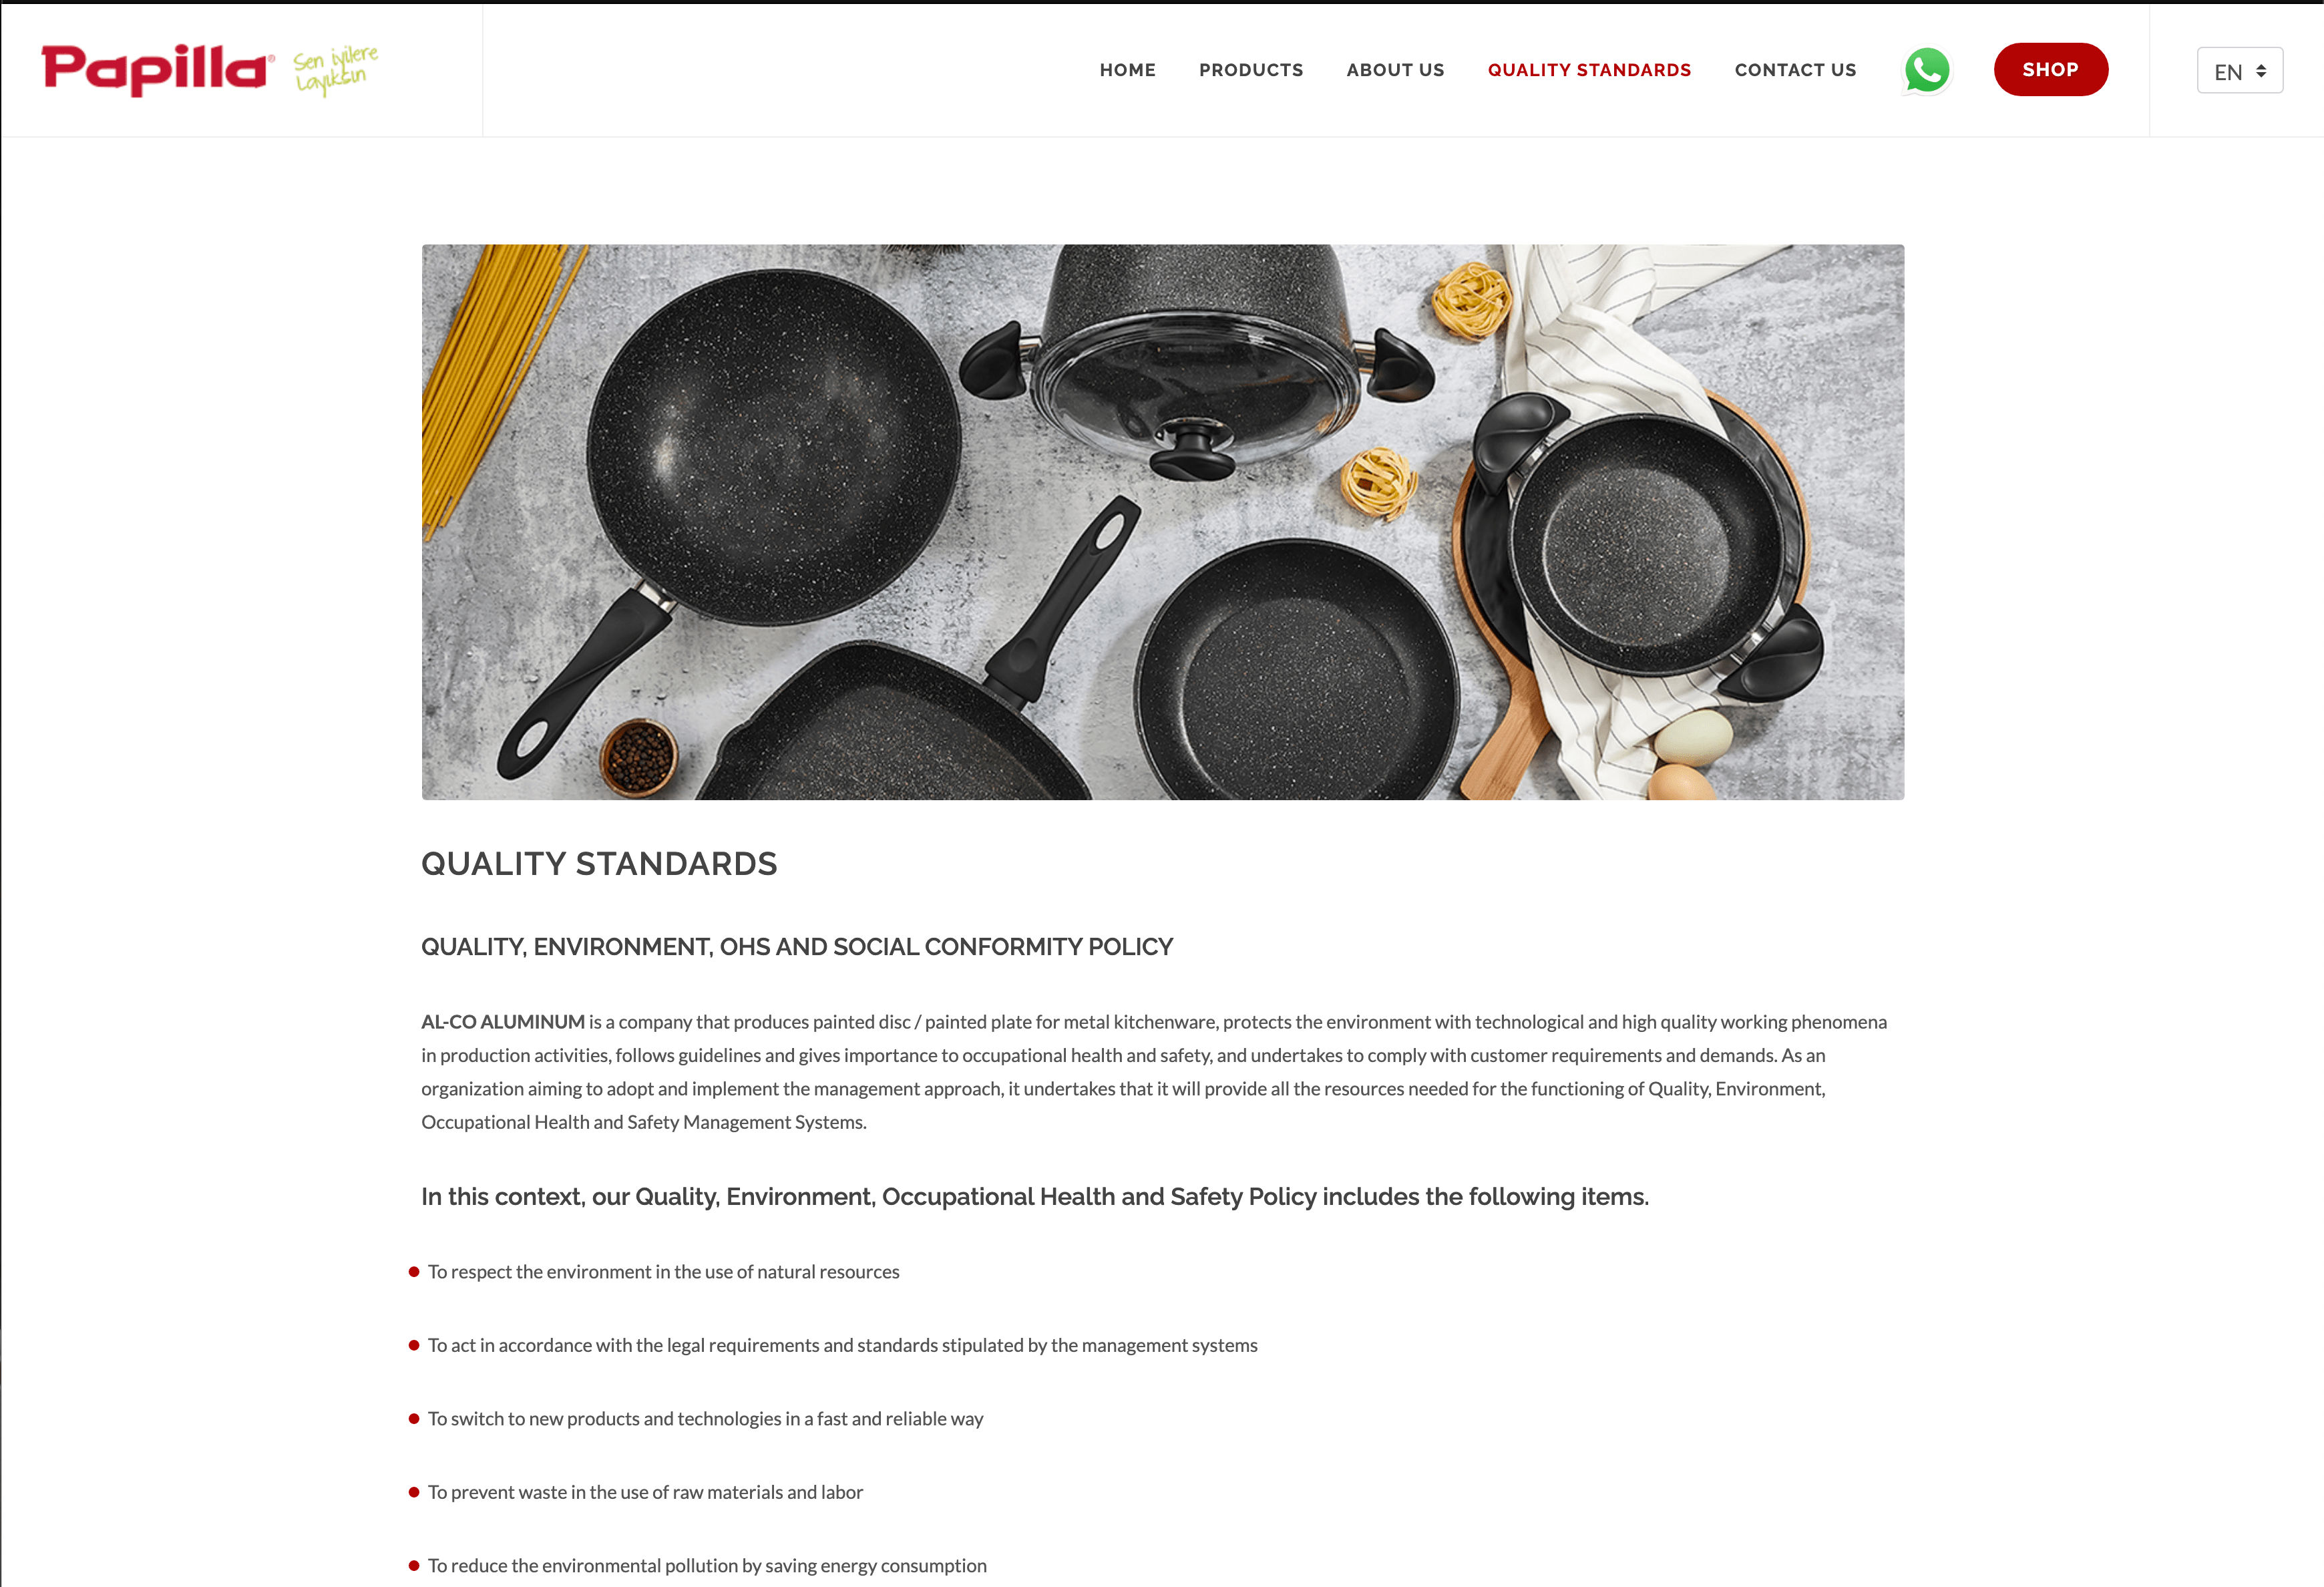 Papilla®
Sen iyilere
Layıksın
HOME PRODUCTS ABOUT US QUALITY STANDARDS CONTACT US SHOP EN
QUALITY STANDARDS
QUALITY, ENVIRONMENT, OHS AND SOCIAL CONFORMITY POLICY
AL-CO ALUMINUM is a company that produces painted disc / painted plate for metal kitchenware, protects the environment with technological and high quality working phenomena
in production activities, follows guidelines and gives importance to occupational health and safety, and undertakes to comply with customer requirements and demands. As an
organization aiming to adopt and implement the management approach, it undertakes that it will provide all the resources needed for the functioning of Quality, Environment,
Occupational Health and Safety Management Systems.
In this context, our Quality, Environment, Occupational Health and Safety Policy includes the following items.
To respect the environment in the use of natural resources
To act in accordance with the legal requirements and standards stipulated by the management systems
To switch to new products and technologies in a fast and reliable way
To prevent waste in the use of raw materials and labor
To reduce the environmental pollution by saving energy consumption